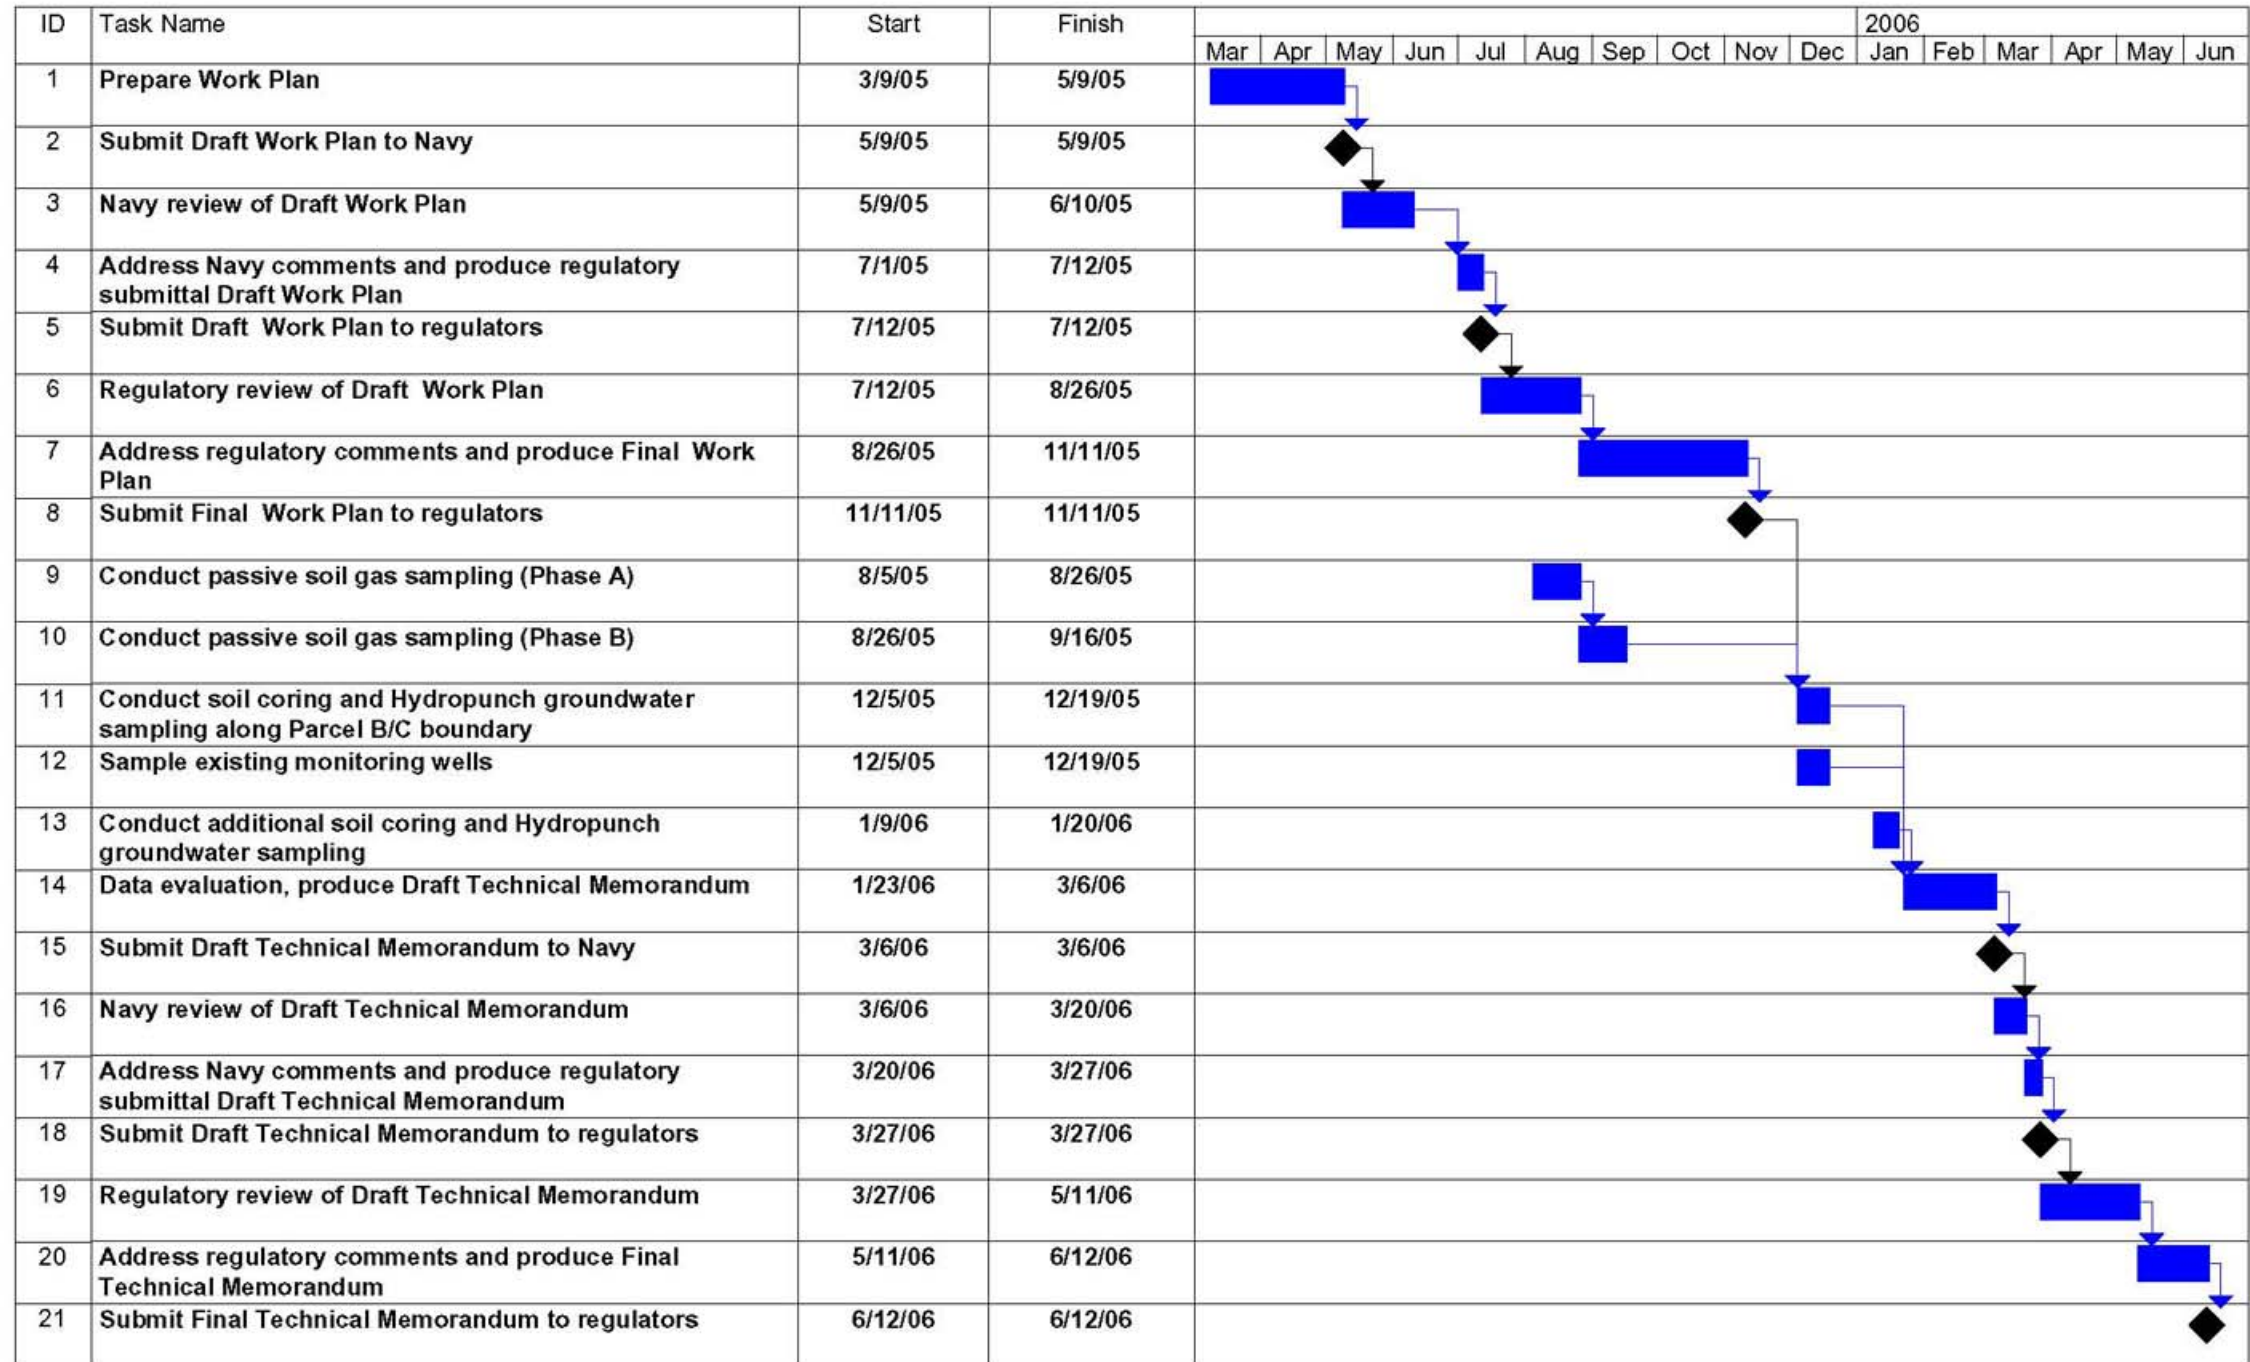 ID Task Name Start Finish 2006
Mar Apr May Jun Jul Aug Sep Oct Nov Dec Jan Feb Mar Apr May Jun
1 Prepare Work Plan 3/9/05 5/9/05
2 Submit Draft Work Plan to Navy 5/9/05 5/9/05
3 Navy review of Draft Work Plan 5/9/05 6/10/05
4 Address Navy comments and produce regulatory 7/1/05 7/12/05
submittal Draft Work Plan
5 Submit Draft Work Plan to regulators 7/12/05 7/12/05
6 Regulatory review of Draft Work Plan 7/12/05 8/26/05
7 Address regulatory comments and produce Final Work 8/26/05 11/11/05
Plan
8 Submit Final Work Plan to regulators 11/11/05 11/11/05
9 Conduct passive soil gas sampling (Phase A) 8/5/05 8/26/05
10 Conduct passive soil gas sampling (Phase B) 8/26/05 9/16/05
11 Conduct soil coring and Hydropunch groundwater 12/5/05 12/19/05
sampling along Parcel B/C boundary
12 Sample existing monitoring wells 12/5/05 12/19/05
13 Conduct additional soil coring and Hydropunch 1/9/06 1/20/06
groundwater sampling
14 Data evaluation, produce Draft Technical Memorandum 1/23/06 3/6/06
15 Submit Draft Technical Memorandum to Navy 3/6/06 3/6/06
16 Navy review of Draft Technical Memorandum 3/6/06 3/20/06
17 Address Navy comments and produce regulatory 3/20/06 3/27/06
submittal Draft Technical Memorandum
18 Submit Draft Technical Memorandum to regulators 3/27/06 3/27/06
19 Regulatory review of Draft Technical Memorandum 3/27/06 5/11/06
20 Address regulatory comments and produce Final 5/11/06 6/12/06
Technical Memorandum
21 Submit Final Technical Memorandum to regulators 6/12/06 6/12/06